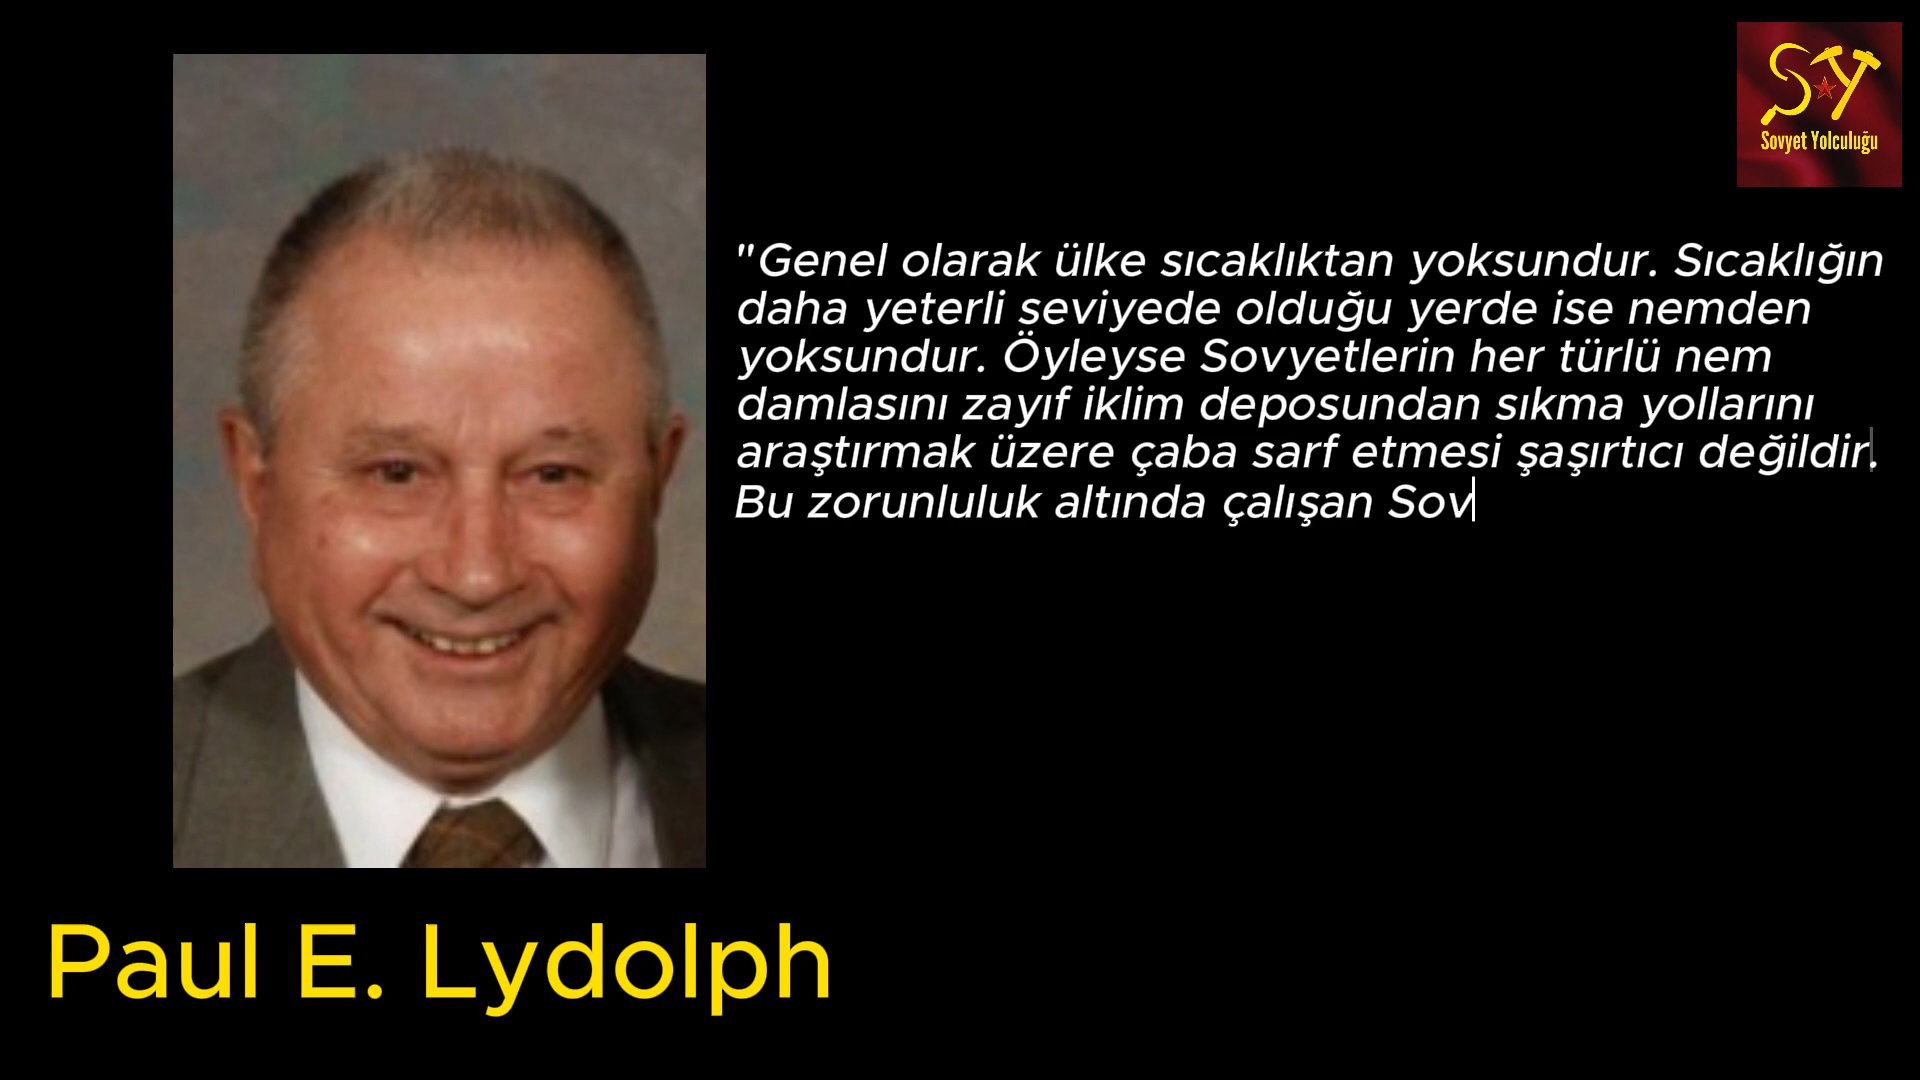 SY
Sovyet Yolculuğu
"Genel olarak ülke sıcaklıktan yoksundur. Sıcaklığın
daha yeterli seviyede olduğu yerde ise nemden
yoksundur. Öyleyse Sovyetlerin her türlü nem
damlasını zayıf iklim deposundan sıkma yollarını
araştırmak üzere çaba sarf etmesi şaşırtıcı değildir.
Bu zorunluluk altında çalışan Sov
Paul E. Lydolph